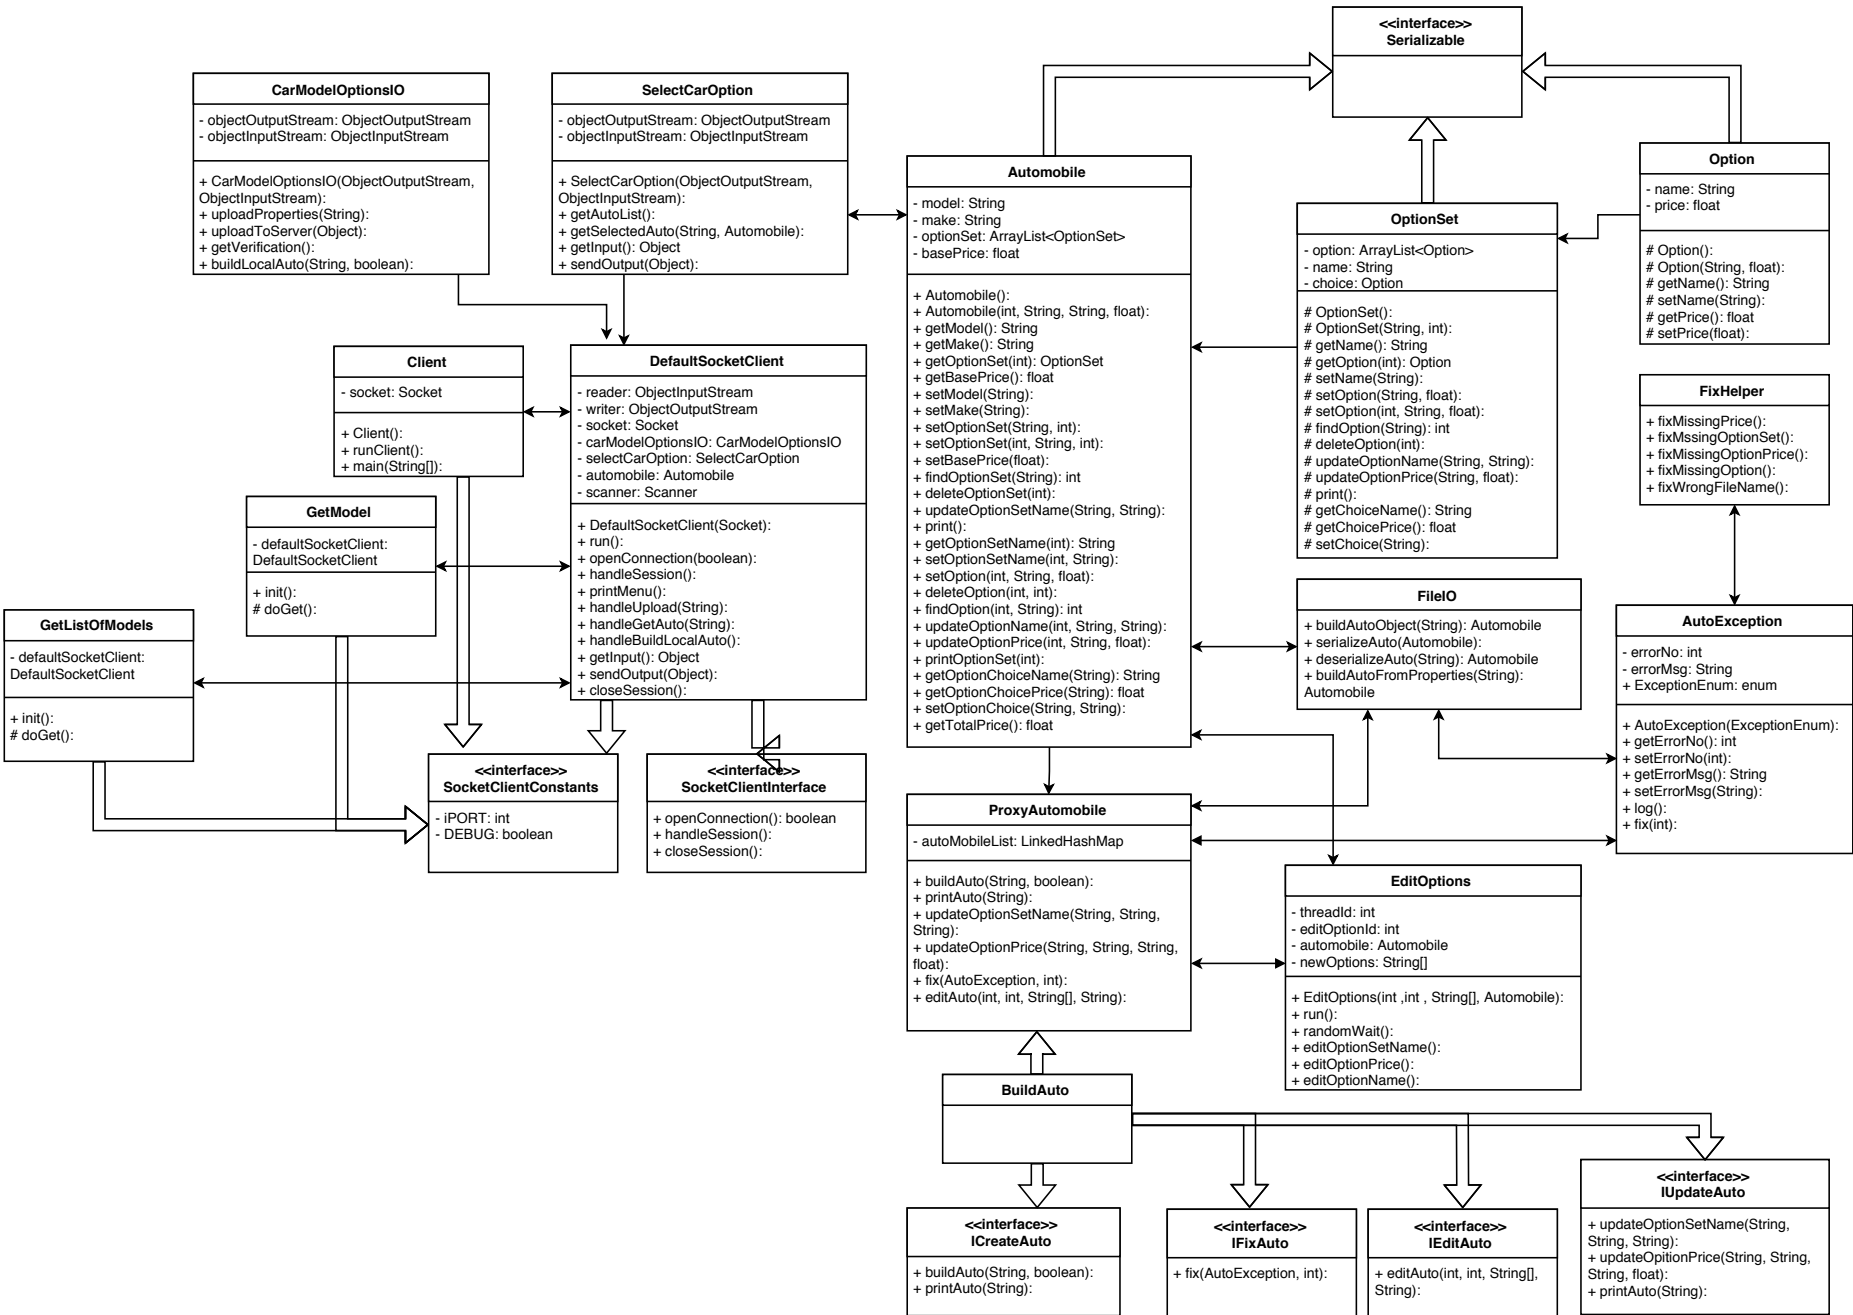 <<interface>>
Serializable
CarModelOptionsIO
- objectOutputStream: ObjectOutputStream
- objectInputStream: ObjectInputStream
+ CarModelOptionsIO(ObjectOutputStream,
ObjectInputStream):
+ uploadProperties(String):
+ uploadToServer(Object):
+ getVerification():
+ buildLocalAuto(String, boolean):
SelectCarOption
- objectOutputStream: ObjectOutputStream
- objectInputStream: ObjectInputStream
+ SelectCarOption(ObjectOutputStream,
ObjectInputStream):
+ getAutoList():
+ getSelectedAuto(String, Automobile):
+ getInput(): Object
+ sendOutput(Object):
Automobile
- model: String
- make: String
- optionSet: ArrayList<OptionSet>
- basePrice: float
+ Automobile():
+ Automobile(int, String, String, float):
+ getModel(): String
+ getMake(): String
+ getOptionSet(int): OptionSet
+ getBasePrice(): float
+ setModel(String):
+ setMake(String):
+ setOptionSet(String, int):
+ setOptionSet(int, String, int):
+ setBasePrice(float):
+ findOptionSet(String): int
+ deleteOptionSet(int):
+ updateOptionSetName(String, String):
+ print():
+ getOptionSetName(int): String
+ setOptionSetName(int, String):
+ setOption(int, String, float):
+ deleteOption(int, int):
+ findOption(int, String): int
+ updateOptionName(int, String, String):
+ updateOptionPrice(int, String, float):
+ printOptionSet(int):
+ getOptionChoiceName(String): String
+ getOptionChoicePrice(String): float
+ setOptionChoice(String, String):
+ getTotalPrice(): float
OptionSet
- option: ArrayList<Option>
- name: String
- choice: Option
# OptionSet():
# OptionSet(String, int):
# getName(): String
# getOption(int): Option
# setName(String):
# setOption(String, float):
# setOption(int, String, float):
# findOption(String): int
# deleteOption(int):
# updateOptionName(String, String):
# updateOptionPrice(String, float):
# print():
# getChoiceName(): String
# getChoicePrice(): float
# setChoice(String):
Option
- name: String
- price: float
# Option():
# Option(String, float):
# getName(): String
# setName(String):
# getPrice(): float
# setPrice(float):
Client
- socket: Socket
+ Client():
+ runClient():
+ main(String[]):
DefaultSocketClient
- reader: ObjectInputStream
- writer: ObjectOutputStream
- socket: Socket
- carModelOptionsIO: CarModelOptionsIO
- selectCarOption: SelectCarOption
- automobile: Automobile
- scanner: Scanner
+ DefaultSocketClient(Socket):
+ run():
+ openConnection(boolean):
+ handleSession():
+ printMenu():
+ handleUpload(String):
+ handleGetAuto(String):
+ handleBuildLocalAuto():
+ getInput(): Object
+ sendOutput(Object):
+ closeSession():
FixHelper
+ fixMissingPrice():
+ fixMssingOptionSet():
+ fixMissingOptionPrice():
+ fixMissingOption():
+ fixWrongFileName():
GetModel
- defaultSocketClient:
DefaultSocketClient
+ init():
# doGet():
GetListOfModels
- defaultSocketClient:
DefaultSocketClient
+ init():
# doGet():
FileIO
+ buildAutoObject(String): Automobile
+ serializeAuto(Automobile):
+ deserializeAuto(String): Automobile
+ buildAutoFromProperties(String):
Automobile
AutoException
- errorNo: int
- errorMsg: String
+ ExceptionEnum: enum
+ AutoException(ExceptionEnum):
+ getErrorNo(): int
+ setErrorNo(int):
+ getErrorMsg(): String
+ setErrorMsg(String):
+ log():
+ fix(int):
<<interface>>
SocketClientConstants
- iPORT: int
- DEBUG: boolean
<<interface>>
SocketClientInterface
+ openConnection(): boolean
+ handleSession():
+ closeSession():
ProxyAutomobile
- autoMobileList: LinkedHashMap
+ buildAuto(String, boolean):
+ printAuto(String):
+ updateOptionSetName(String, String,
String):
+ updateOptionPrice(String, String, String,
float):
+ fix(AutoException, int):
+ editAuto(int, int, String[], String):
EditOptions
- threadId: int
- editOptionId: int
- automobile: Automobile
- newOptions: String[]
+ EditOptions(int ,int , String[], Automobile):
+ run():
+ randomWait():
+ editOptionSetName():
+ editOptionPrice():
+ editOptionName():
BuildAuto
<<interface>>
ICreateAuto
+ buildAuto(String, boolean):
+ printAuto(String):
<<interface>>
IFixAuto
+ fix(AutoException, int):
<<interface>>
IEditAuto
+ editAuto(int, int, String[],
String):
<<interface>>
IUpdateAuto
+ updateOptionSetName(String,
String, String):
+ updateOpitionPrice(String, String,
String, float):
+ printAuto(String):